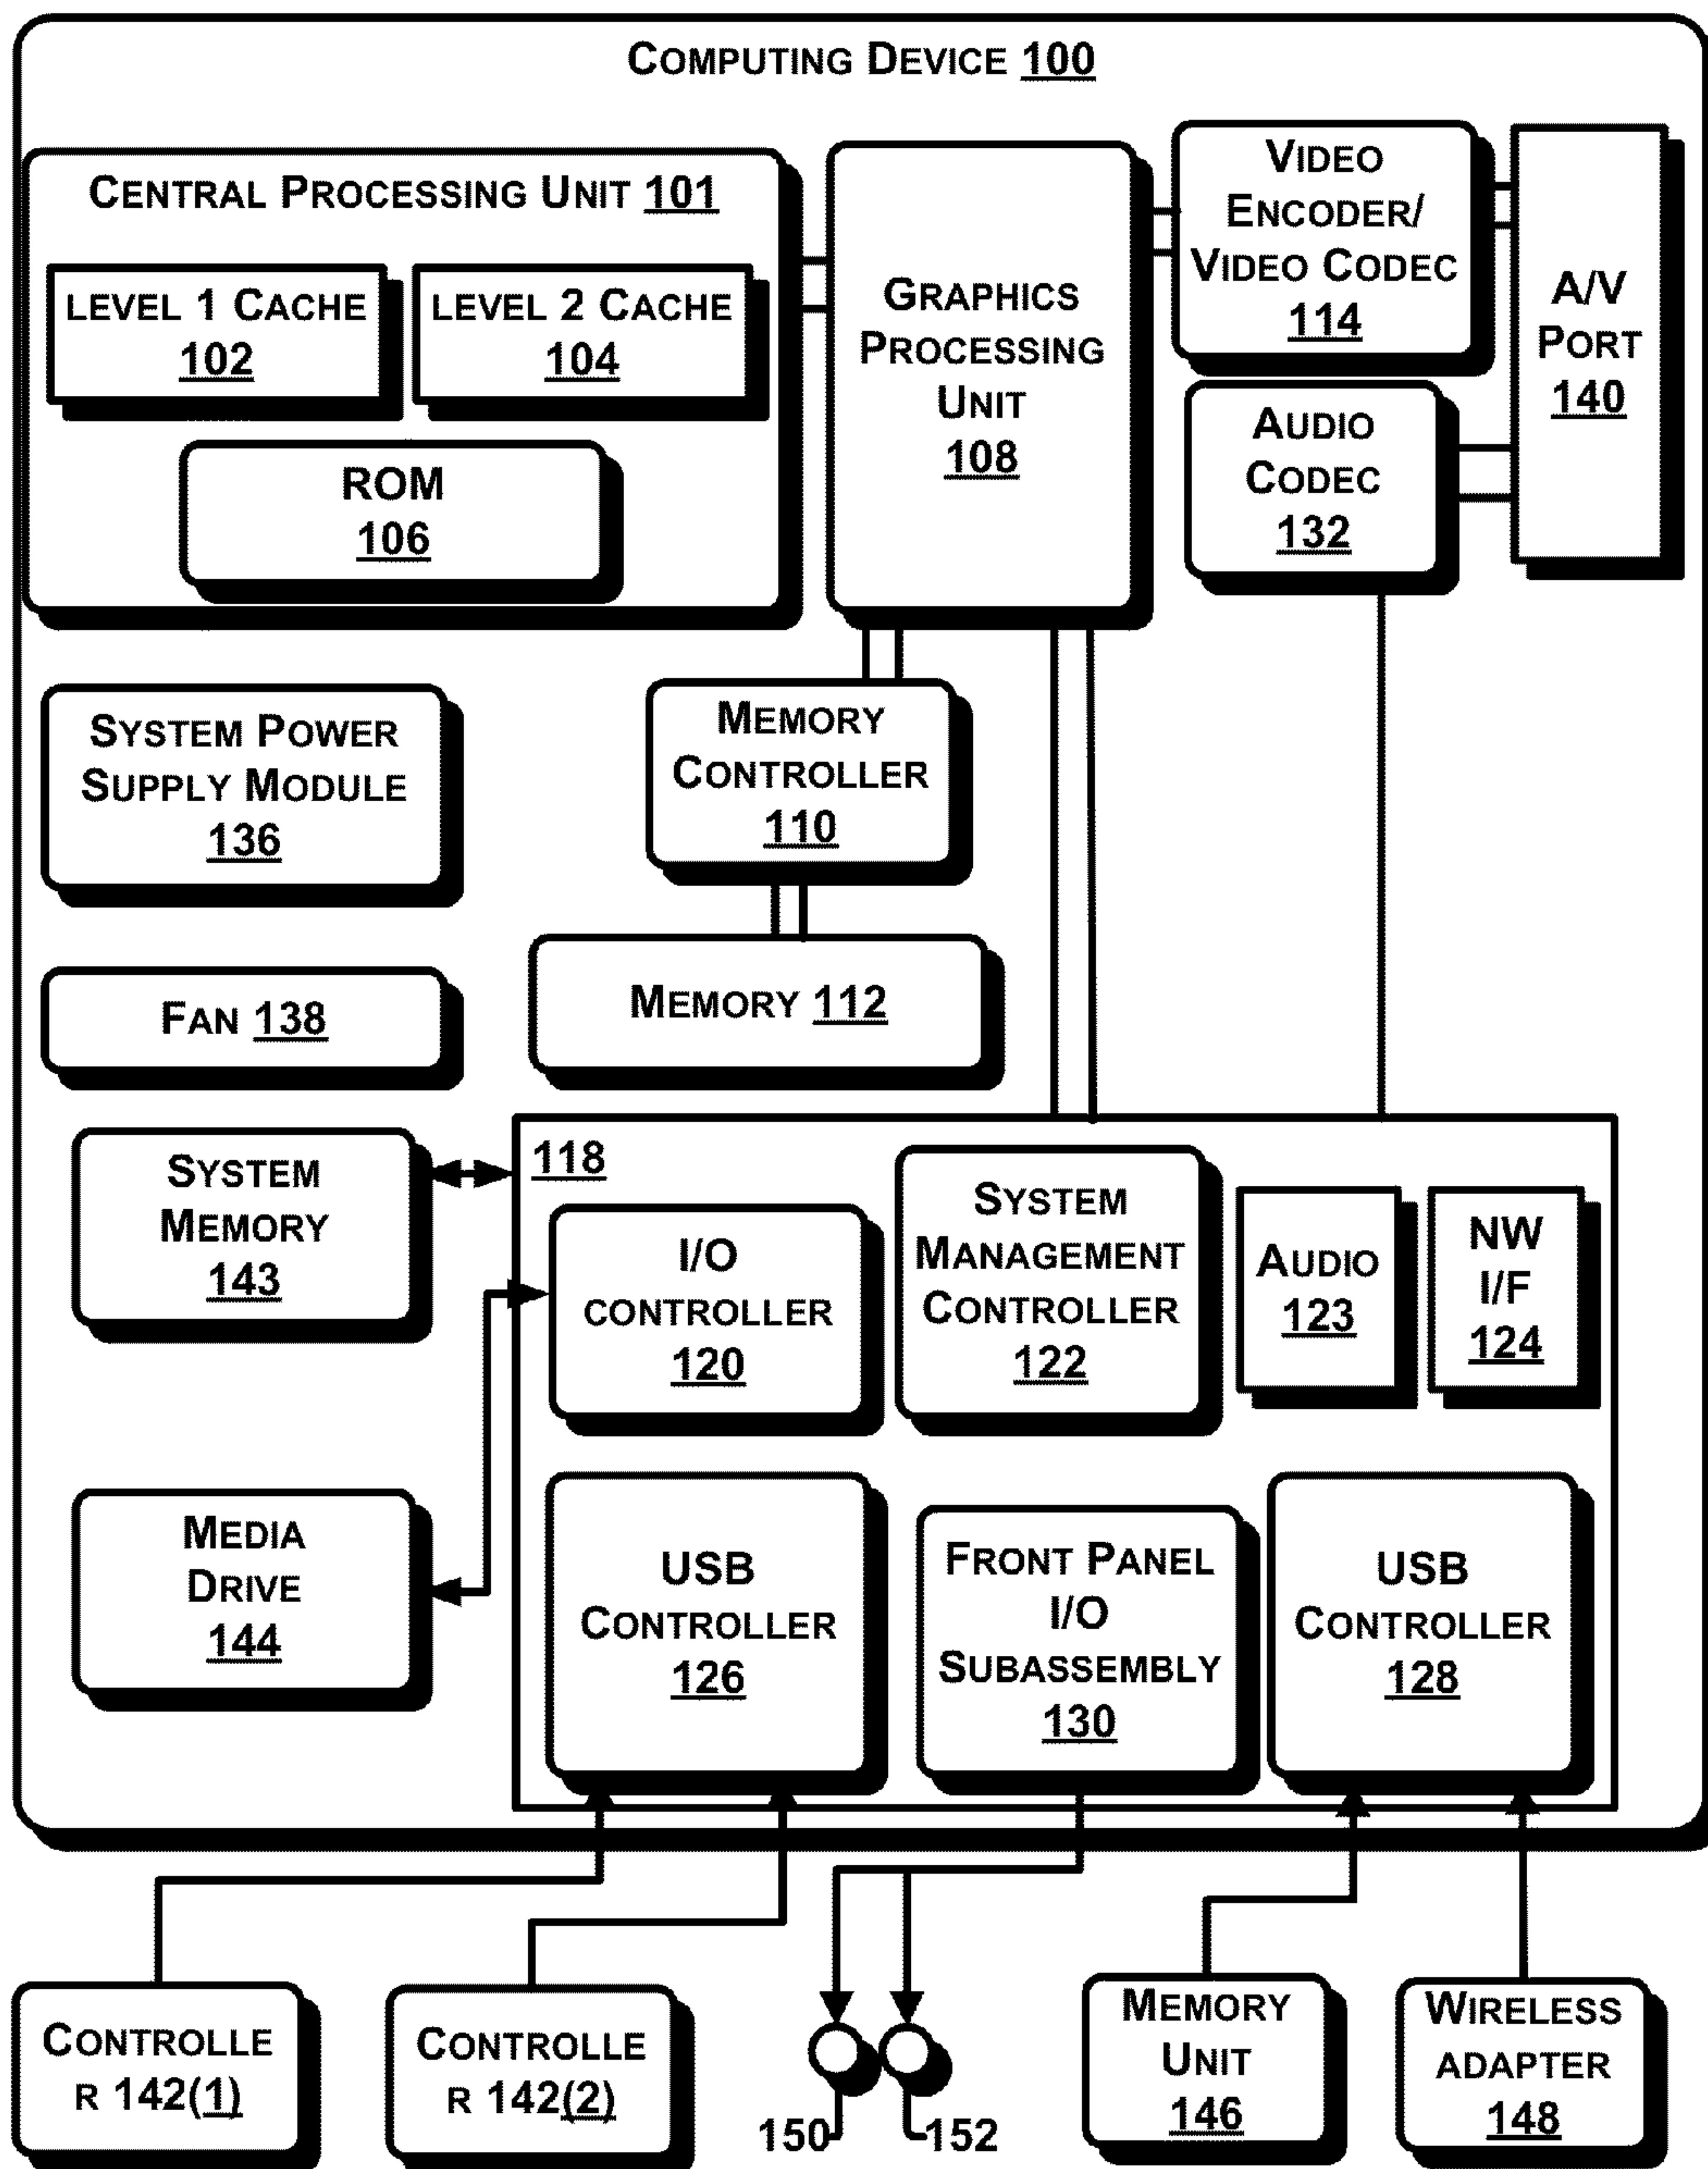 COMPUTING DEVICE 100
CENTRAL PROCESSING UNIT 101
LEVEL 1 CACHE
102
LEVEL 2 CACHE
104
ROM
106
GRAPHICS
PROCESSING
UNIT
108
VIDEO
ENCODER/
VIDEO CODEC
114
A/V
PORT
140
AUDIO
CODEC
132
SYSTEM POWER
SUPPLY MODULE
136
MEMORY
CONTROLLER
110
FAN 138
MEMORY 112
SYSTEM
MEMORY
143
118
I/O
CONTROLLER
120
SYSTEM
MANAGEMENT
CONTROLLER
122
AUDIO
123
NW
I/F
124
MEDIA
DRIVE
144
USB
CONTROLLER
126
FRONT PANEL
I/O
SUBASSEMBLY
130
USB
CONTROLLER
128
CONTROLLE
R 142(1)
CONTROLLE
R 142(2)
150
152
MEMORY
UNIT
146
WIRELESS
ADAPTER
148